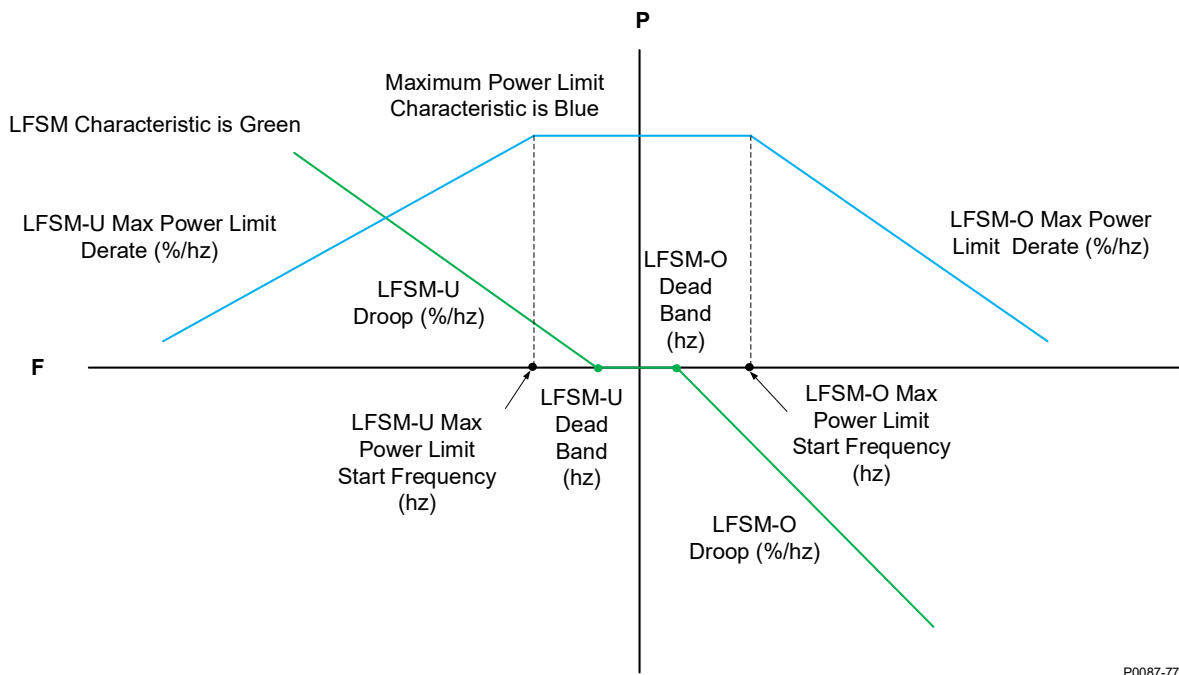 P
Maximum Power Limit
Characteristic is Blue
LFSM Characteristic is Green
LFSM-U Max Power Limit
Derate (%/hz)
LFSM-O Max Power
Limit  Derate (%/hz)
LFSM-O
Dead
Band
(hz)
LFSM-U
Droop (%/hz)
F
LFSM-U Max
Power Limit
Start Frequency
(hz)
LFSM-U
Dead
Band
(hz)
LFSM-O Max
Power Limit
Start Frequency
(hz)
LFSM-O
Droop (%/hz)
P0087-77